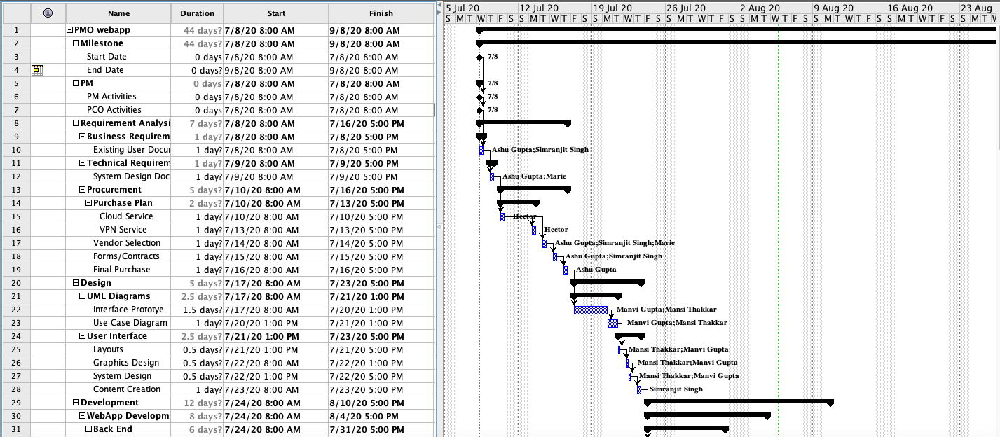 Name Duration Start Finish 5 Jul 20 12 Jul 20 19 Jul 20 26 Jul 20 2 Aug 20 9 Aug 20 16 Aug 20 23 Aug
S M T W T F S S M T W T F S S M T W T F S S M T W T F S S M T W T F S S M T W T F S S M T W T F S S M T W
1 PMO webapp 44 days? 7/8/20 8:00 AM 9/8/20 8:00 AM
2 Milestone 44 days? 7/8/20 8:00 AM 9/8/20 8:00 AM
3 Start Date 0 days 7/8/20 8:00 AM 7/8/20 8:00 AM 7/8
4 End Date 0 days? 9/8/20 8:00 AM 9/8/20 8:00 AM
5 PM 0 days 7/8/20 8:00 AM 7/8/20 8:00 AM 7/8
6 PM Activities 0 days 7/8/20 8:00 AM 7/8/20 8:00 AM 7/8
7 PCO Activities 0 days 7/8/20 8:00 AM 7/8/20 8:00 AM 7/8
8 Requirement Analysi 7 days? 7/8/20 8:00 AM 7/16/20 5:00 PM
9 Business Requirem 1 day? 7/8/20 8:00 AM 7/8/20 5:00 PM
10 Existing User Docur 1 day? 7/8/20 8:00 AM 7/8/20 5:00 PM Ashu Gupta;Simranjit Singh
11 Technical Requirem 1 day? 7/9/20 8:00 AM 7/9/20 5:00 PM
12 System Design Doc 1 day? 7/9/20 8:00 AM 7/9/20 5:00 PM Ashu Gupta;Marie
13 Procurement 5 days? 7/10/20 8:00 AM 7/16/20 5:00 PM
14 Purchase Plan 2 days? 7/10/20 8:00 AM 7/13/20 5:00 PM
15 Cloud Service 1 day? 7/10/20 8:00 AM 7/10/20 5:00 PM Hector
16 VPN Service 1 day? 7/13/20 8:00 AM 7/13/20 5:00 PM Hector
17 Vendor Selection 1 day? 7/14/20 8:00 AM 7/14/20 5:00 PM Ashu Gupta;Simranjit Singh;Marie
18 Forms/Contracts 1 day? 7/15/20 8:00 AM 7/15/20 5:00 PM Ashu Gupta;Simranjit Singh
19 Final Purchase 1 day? 7/16/20 8:00 AM 7/16/20 5:00 PM Ashu Gupta
20 Design 5 days? 7/17/20 8:00 AM 7/23/20 5:00 PM
21 UML Diagrams 2.5 days? 7/17/20 8:00 AM 7/21/20 1:00 PM
22 Interface Prototye 1.5 days? 7/17/20 8:00 AM 7/20/20 1:00 PM Manvi Gupta;Mansi Thakkar
23 Use Case Diagram 1 day? 7/20/20 1:00 PM 7/21/20 1:00 PM Manvi Gupta;Mansi Thakkar
24 User Interface 2.5 days? 7/21/20 1:00 PM 7/23/20 5:00 PM
25 Layouts 0.5 days? 7/21/20 1:00 PM 7/21/20 5:00 PM Mansi Thakkar;Manvi Gupta
26 Graphics Design 0.5 days? 7/22/20 8:00 AM 7/22/20 1:00 PM Mansi Thakkar;Manvi Gupta
27 System Design 0.5 days? 7/22/20 1:00 PM 7/22/20 5:00 PM Mansi Thakkar;Manvi Gupta
28 Content Creation 1 day? 7/23/20 8:00 AM 7/23/20 5:00 PM Simranjit Singh
29 Development 12 days? 7/24/20 8:00 AM 8/10/20 5:00 PM
30 WebApp Developm 8 days? 7/24/20 8:00 AM 8/4/20 5:00 PM
31 Back End 6 days? 7/24/20 8:00 AM 7/31/20 5:00 PM